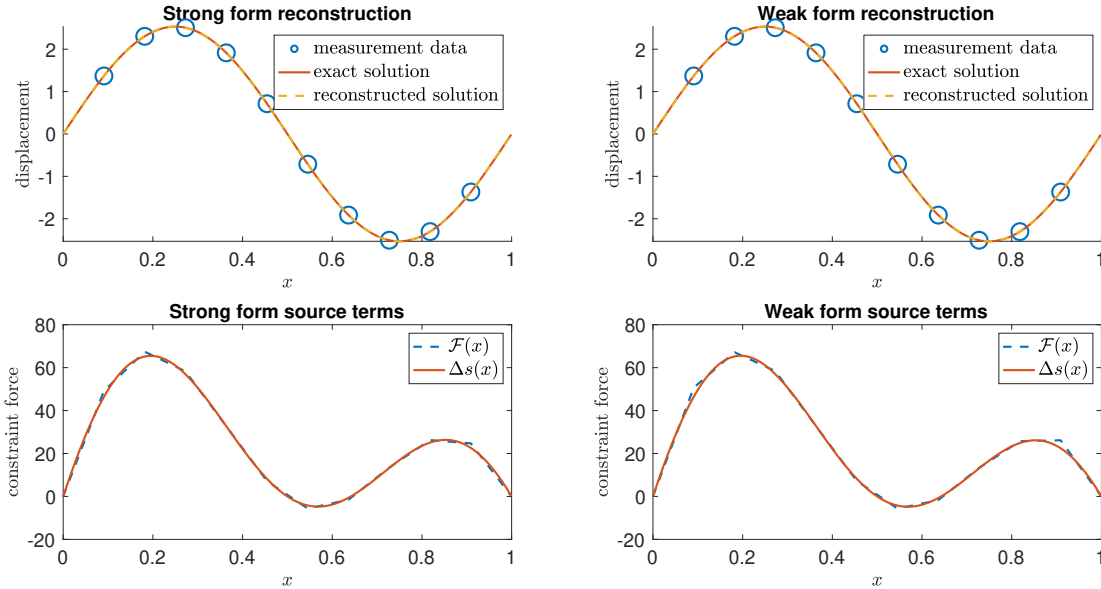 Strong form reconstruction
2
1
0
-1
-2
displacement
measurement data
exact solution
reconstructed solution
0 0.2 0.4 0.6 0.8 1
x
Weak form reconstruction
2
1
0
-1
-2
displacement
measurement data
exact solution
reconstructed solution
0 0.2 0.4 0.6 0.8 1
x
Strong form source terms
80
60
40
20
0
-20
constraint force
ℱ(x)
Δs(x)
0 0.2 0.4 0.6 0.8 1
x
Weak form source terms
80
60
40
20
0
-20
constraint force
ℱ(x)
Δs(x)
0 0.2 0.4 0.6 0.8 1
x